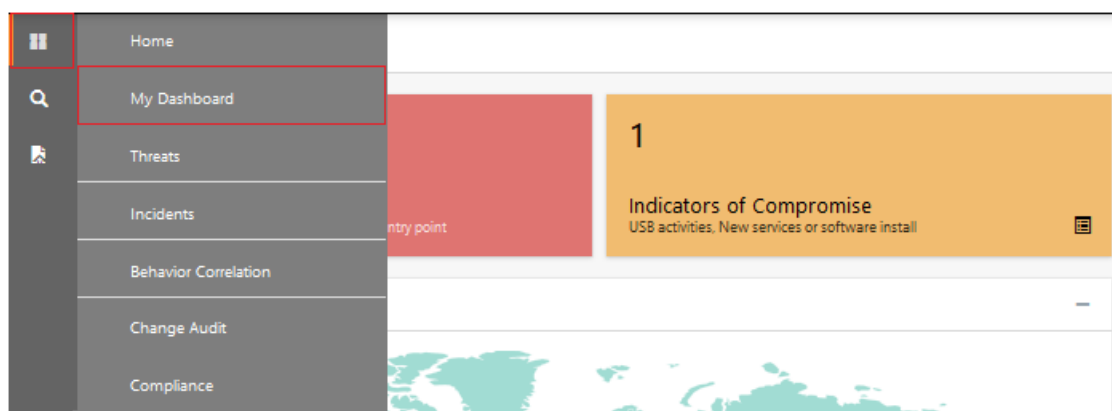 Home
My Dashboard
Threats
Incidents
Behavior Correlation
Change Audit
Compliance
ntry point
1
Indicators of Compromise
USB activities, New services or software install